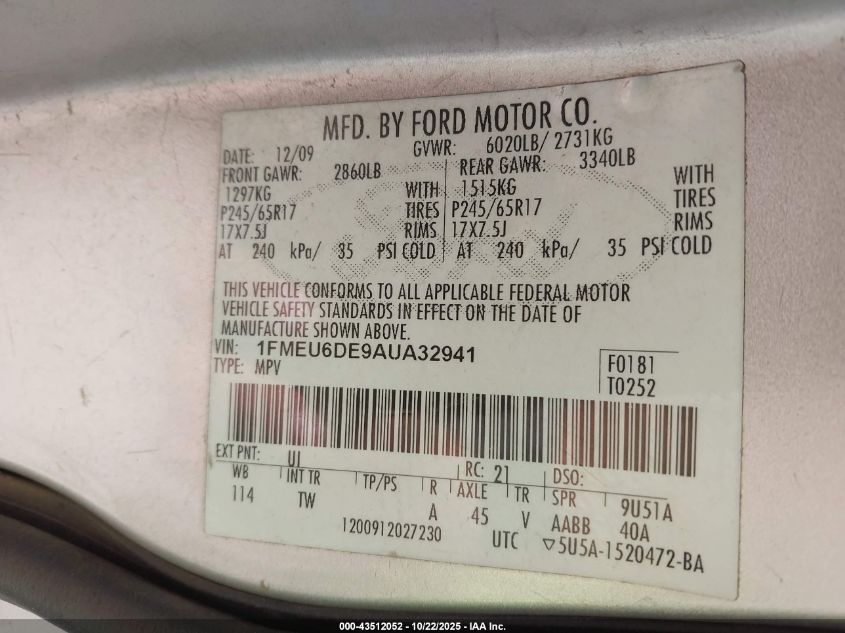 MFD. BY FORD MOTOR CO.
DATE: 12/09 GVWR: 6020LB/ 2731KG
FRONT GAWR: 2860LB REAR GAWR: 3340LB
1297KG WITH 1515KG WITH
P245/65R17 TIRES P245/65R17 TIRES
17X7.5J RIMS 17X7.5J RIMS
AT 240 kPa/ 35 PSI COLD AT 240 kPa/ 35 PSI COLD
THIS VEHICLE CONFORMS TO ALL APPLICABLE FEDERAL MOTOR
VEHICLE SAFETY STANDARDS IN EFFECT ON THE DATE OF
MANUFACTURE SHOWN ABOVE.
VIN: 1FMEU6DE9AUA32941
TYPE: MPV
F0181
T0252
EXT PNT: UI RC: 21 DSO:
WB INT TR TP/PS R AXLE TR SPR 9U51A
114 TW A 45 V AABB 40A
1200912027230 UTC ▽5U5A-1520472-BA
000-43512052 - 10/22/2025 - IAA Inc.